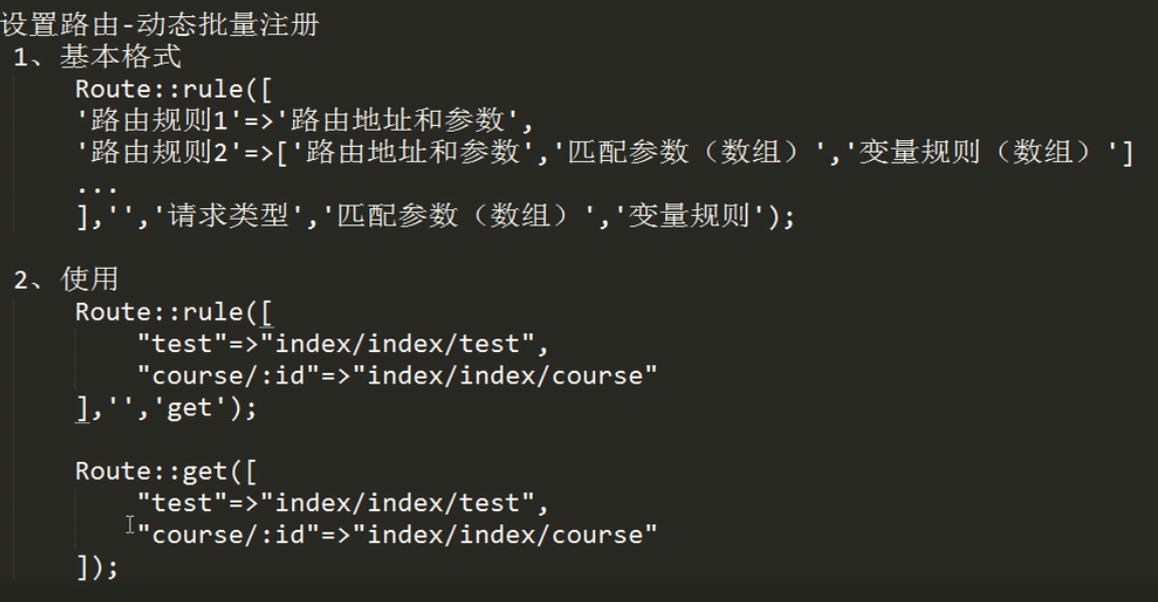 设置路由-动态批量注册
1、基本格式
Route::rule([
'路由规则1'=>'路由地址和参数',
'路由规则2'=>['路由地址和参数','匹配参数（数组）','变量规则（数组）']
...
],'','请求类型','匹配参数（数组）','变量规则');
2、使用
Route::rule([
"test"=>"index/index/test",
"course/:id"=>"index/index/course"
],'','get');
Route::get([
"test"=>"index/index/test",
"course/:id"=>"index/index/course"
]);